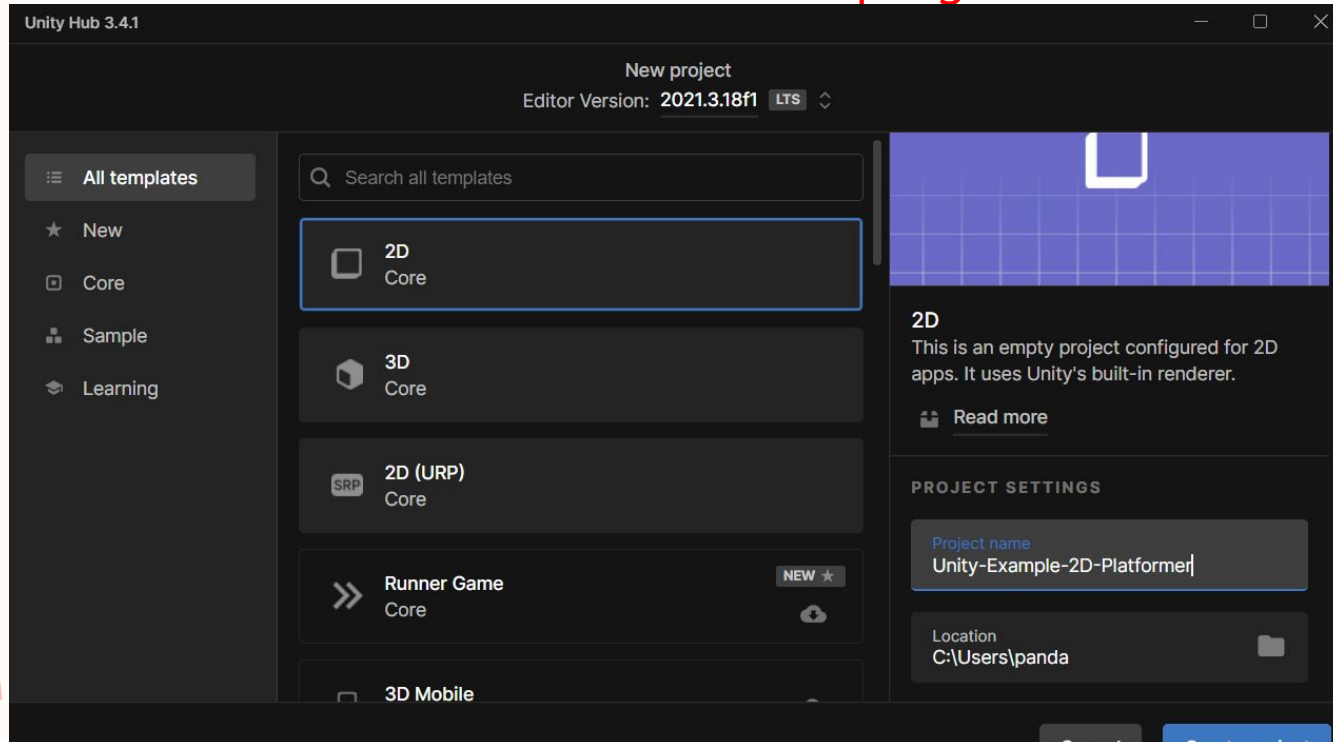 Unity Hub 3.4.1
New project
Editor Version: 2021.3.18f1 LTS
All templates
New
Core
Sample
Learning
Search all templates
2D
Core
3D
Core
SRP
2D (URP)
Core
Runner Game
Core
NEW
3D Mobile
2D
This is an empty project configured for 2D
apps. It uses Unity's built-in renderer.
Read more
PROJECT SETTINGS
Project name
Unity-Example-2D-Platformer
Location
C:\Users\panda